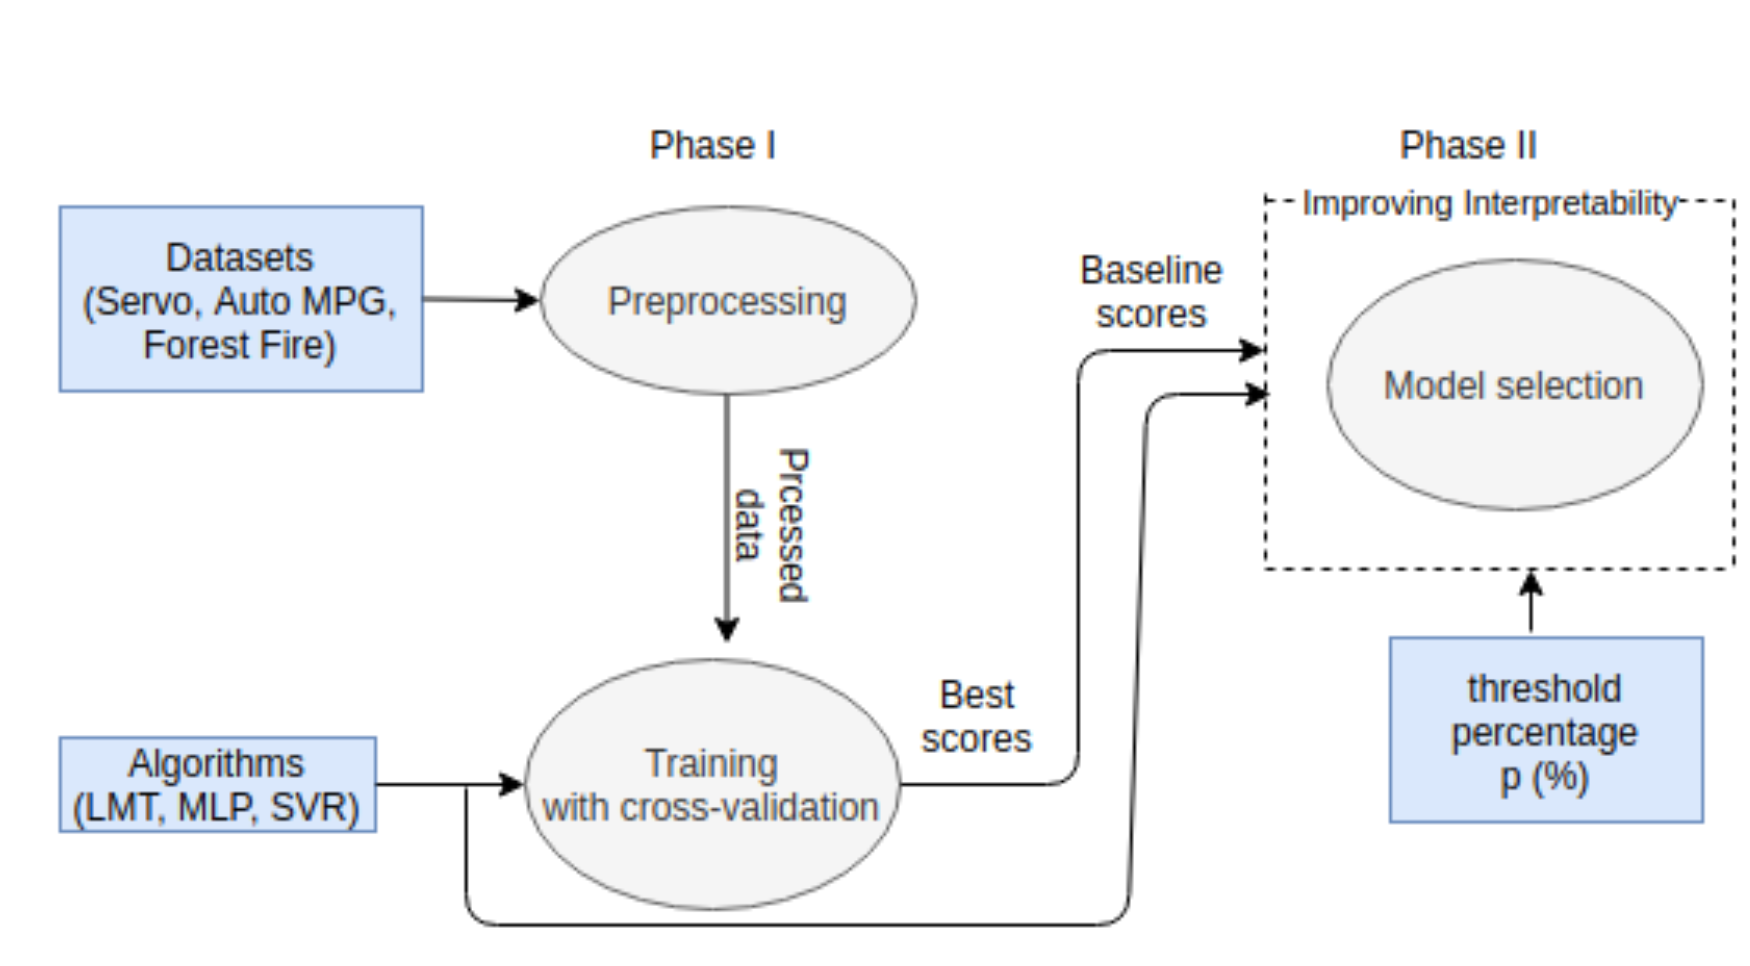 Phase I
Phase II
Improving Interpretability
Datasets
(Servo, Auto MPG,
Forest Fire)
Preprocessing
Baseline
scores
Model selection
Prcessed
data
Best
scores
threshold
percentage
p (%)
Algorithms
(LMT, MLP, SVR)
Training
with cross-validation